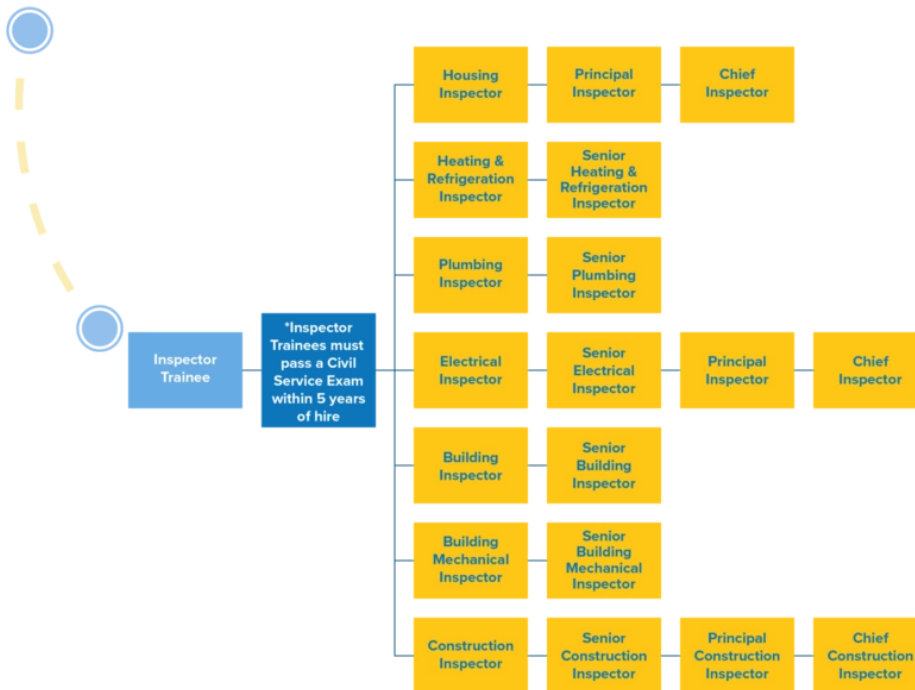 Housing
Inspector
Principal
Inspector
Chief
Inspector
Heating &
Refrigeration
Inspector
Senior
Heating &
Refrigeration
Inspector
Plumbing
Inspector
Senior
Plumbing
Inspector
Inspector
Trainee
*Inspector
Trainees must
pass a Civil
Service Exam
within 5 years
of hire
Electrical
Inspector
Senior
Electrical
Inspector
Principal
Inspector
Chief
Inspector
Building
Inspector
Senior
Building
Inspector
Building
Mechanical
Inspector
Senior
Building
Mechanical
Inspector
Construction
Inspector
Senior
Construction
Inspector
Principal
Construction
Inspector
Chief
Construction
Inspector